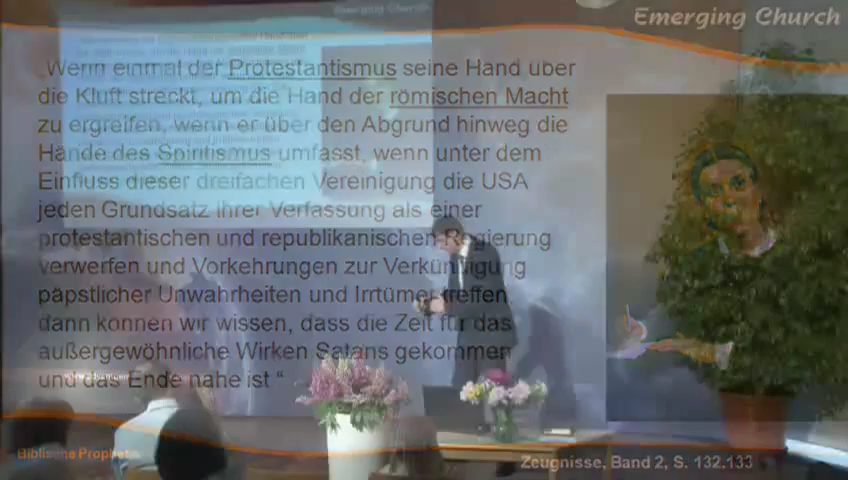 Emerging Church
Emerging Church
„Wenn einmal der Protestantismus seine Hand über
die Kluft streckt, um die Hand der römischen Macht
zu ergreifen, wenn er über den Abgrund hinweg die
Hände des Spiritismus umfasst, wenn unter dem
Einfluss dieser dreifachen Vereinigung die USA
jeden Grundsatz ihrer Verfassung als einer
protestantischen und republikanischen Regierung
verwerfen und Vorkehrungen zur Verkündigung
päpstlicher Unwahrheiten und Irrtümer treffen,
dann können wir wissen, dass die Zeit für das
außergewöhnliche Wirken Satans gekommen
und das Ende nahe ist “
Biblische Prophet
Zeugnisse, Band 2, S. 132.133